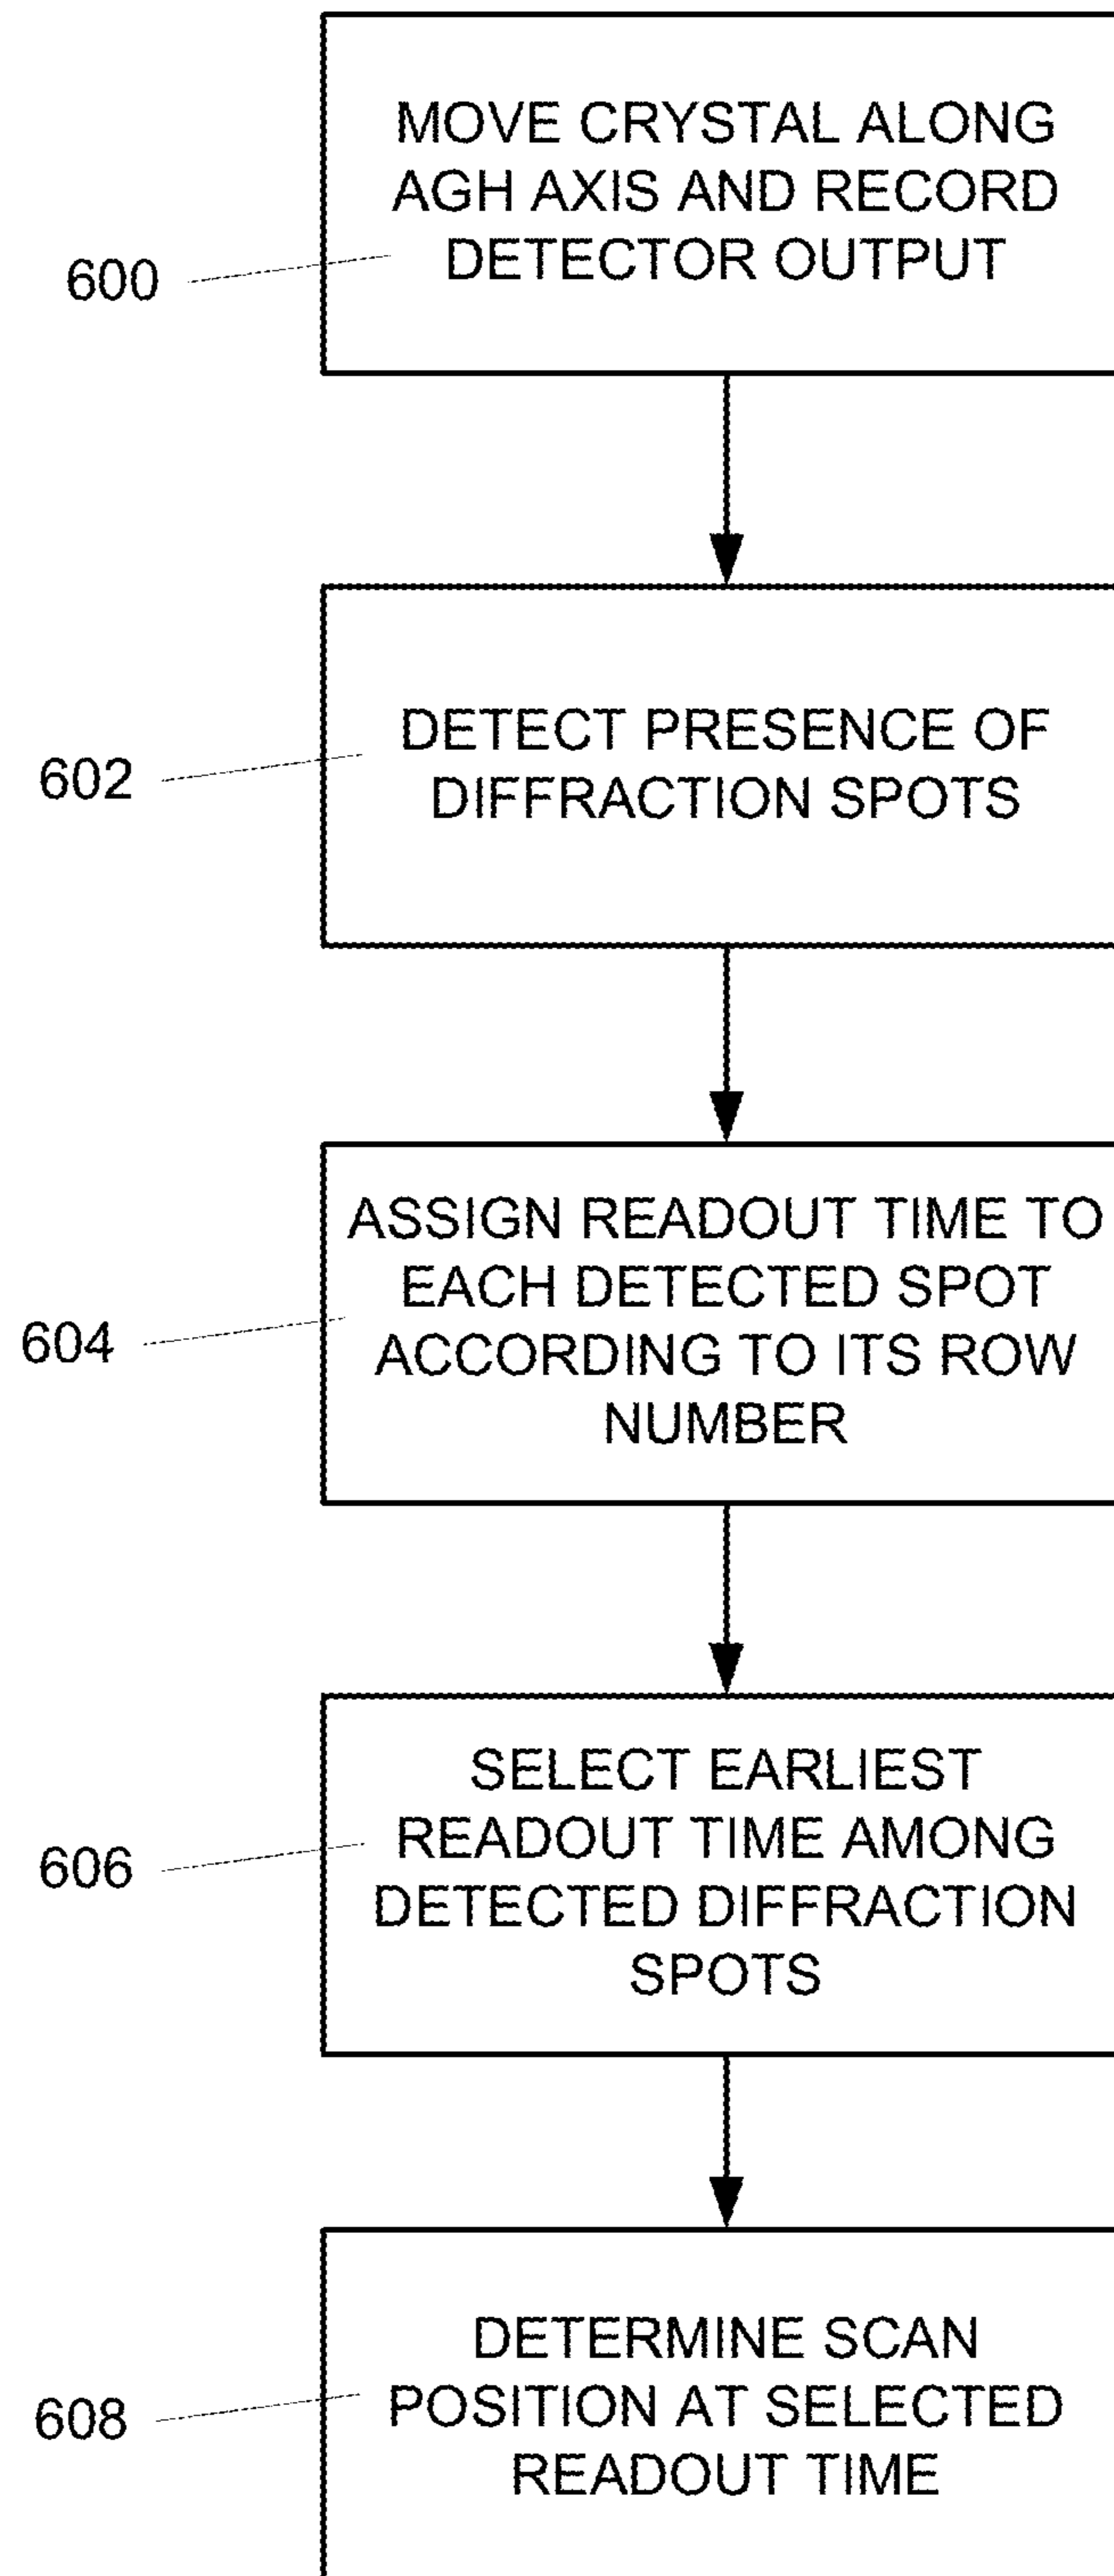 MOVE CRYSTAL ALONG
AGH AXIS AND RECORD
DETECTOR OUTPUT
600
DETECT PRESENCE OF
DIFFRACTION SPOTS
602
ASSIGN READOUT TIME TO
EACH DETECTED SPOT
ACCORDING TO ITS ROW
NUMBER
604
SELECT EARLIEST
READOUT TIME AMONG
DETECTED DIFFRACTION
SPOTS
606
DETERMINE SCAN
POSITION AT SELECTED
READOUT TIME
608